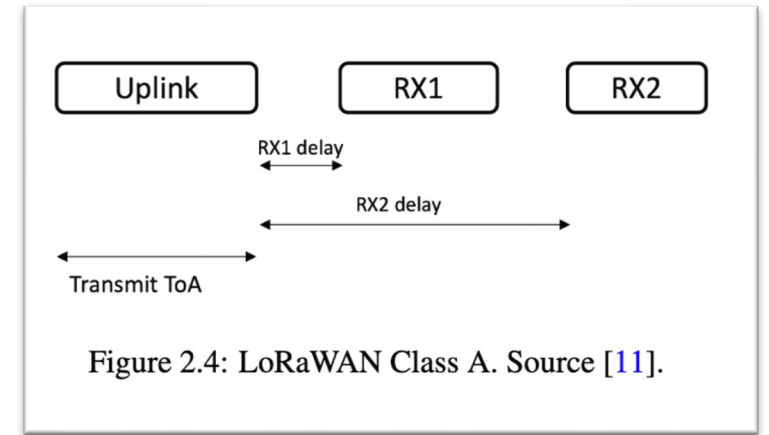 Uplink RX1 RX2
RX1 delay
RX2 delay
Transmit ToA
Figure 2.4: LoRaWAN Class A. Source [11].